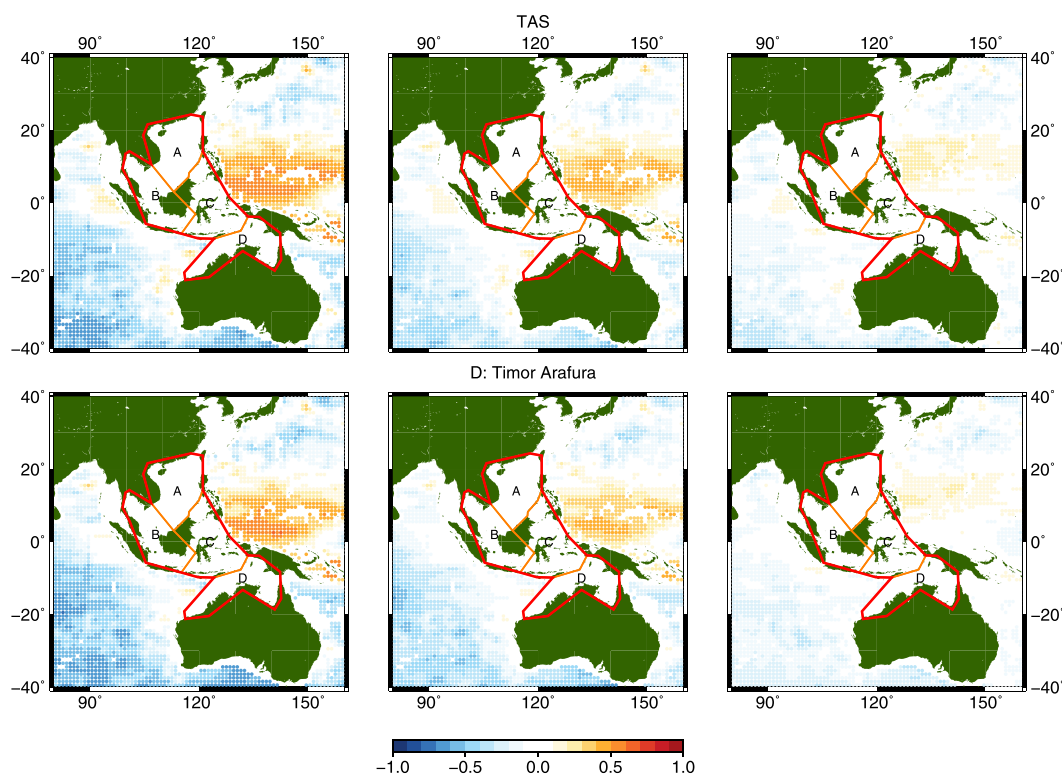 TAS
90° 120° 150° 90° 120° 150° 90° 120° 150°
40° 40°
20° 20°
0° 0°
−20° −20°
−40° −40°
A A A
B B B
C C C
D D D
D: Timor Arafura
40° 40°
20° 20°
0° 0°
−20° −20°
−40° −40°
A A A
B B B
C C C
D D D
90° 120° 150° 90° 120° 150° 90° 120° 150°
−1.0 −0.5 0.0 0.5 1.0